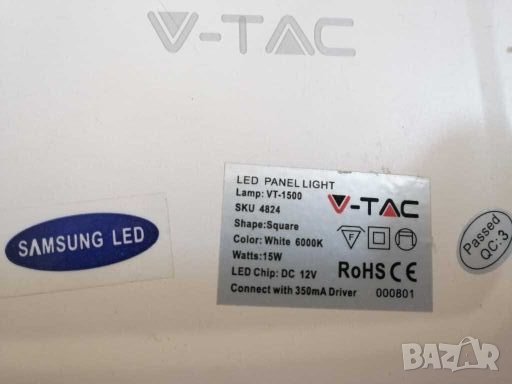 V-TAC
SAMSUNG LED
LED PANEL LIGHT
Lamp: VT-1500
SKU 4824
Shape:Square
Color: White 6000K
Watts:15W
LED Chip: DC 12V
Connect with 350mA Driver
V-TAC
RoHS CE
000801
Passed
QC:3
BAZAR